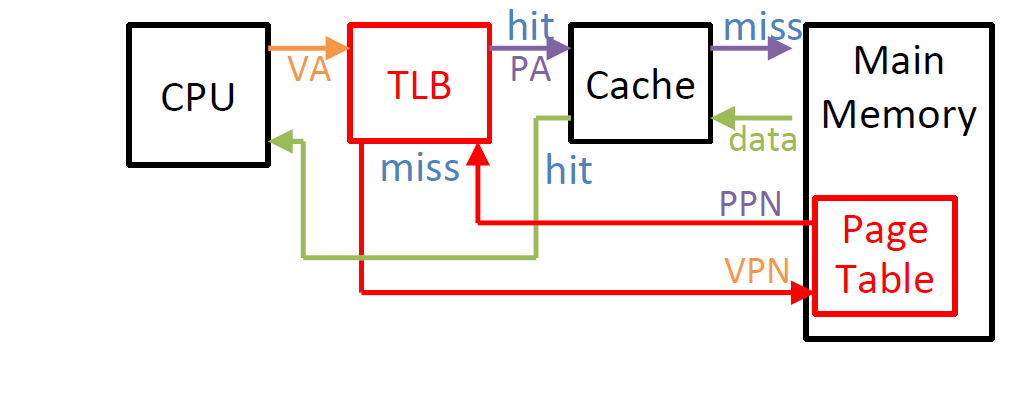 CPU
VA
TLB
hit
PA
Cache
miss
Main
Memory
data
miss
hit
PPN
Page
Table
VPN